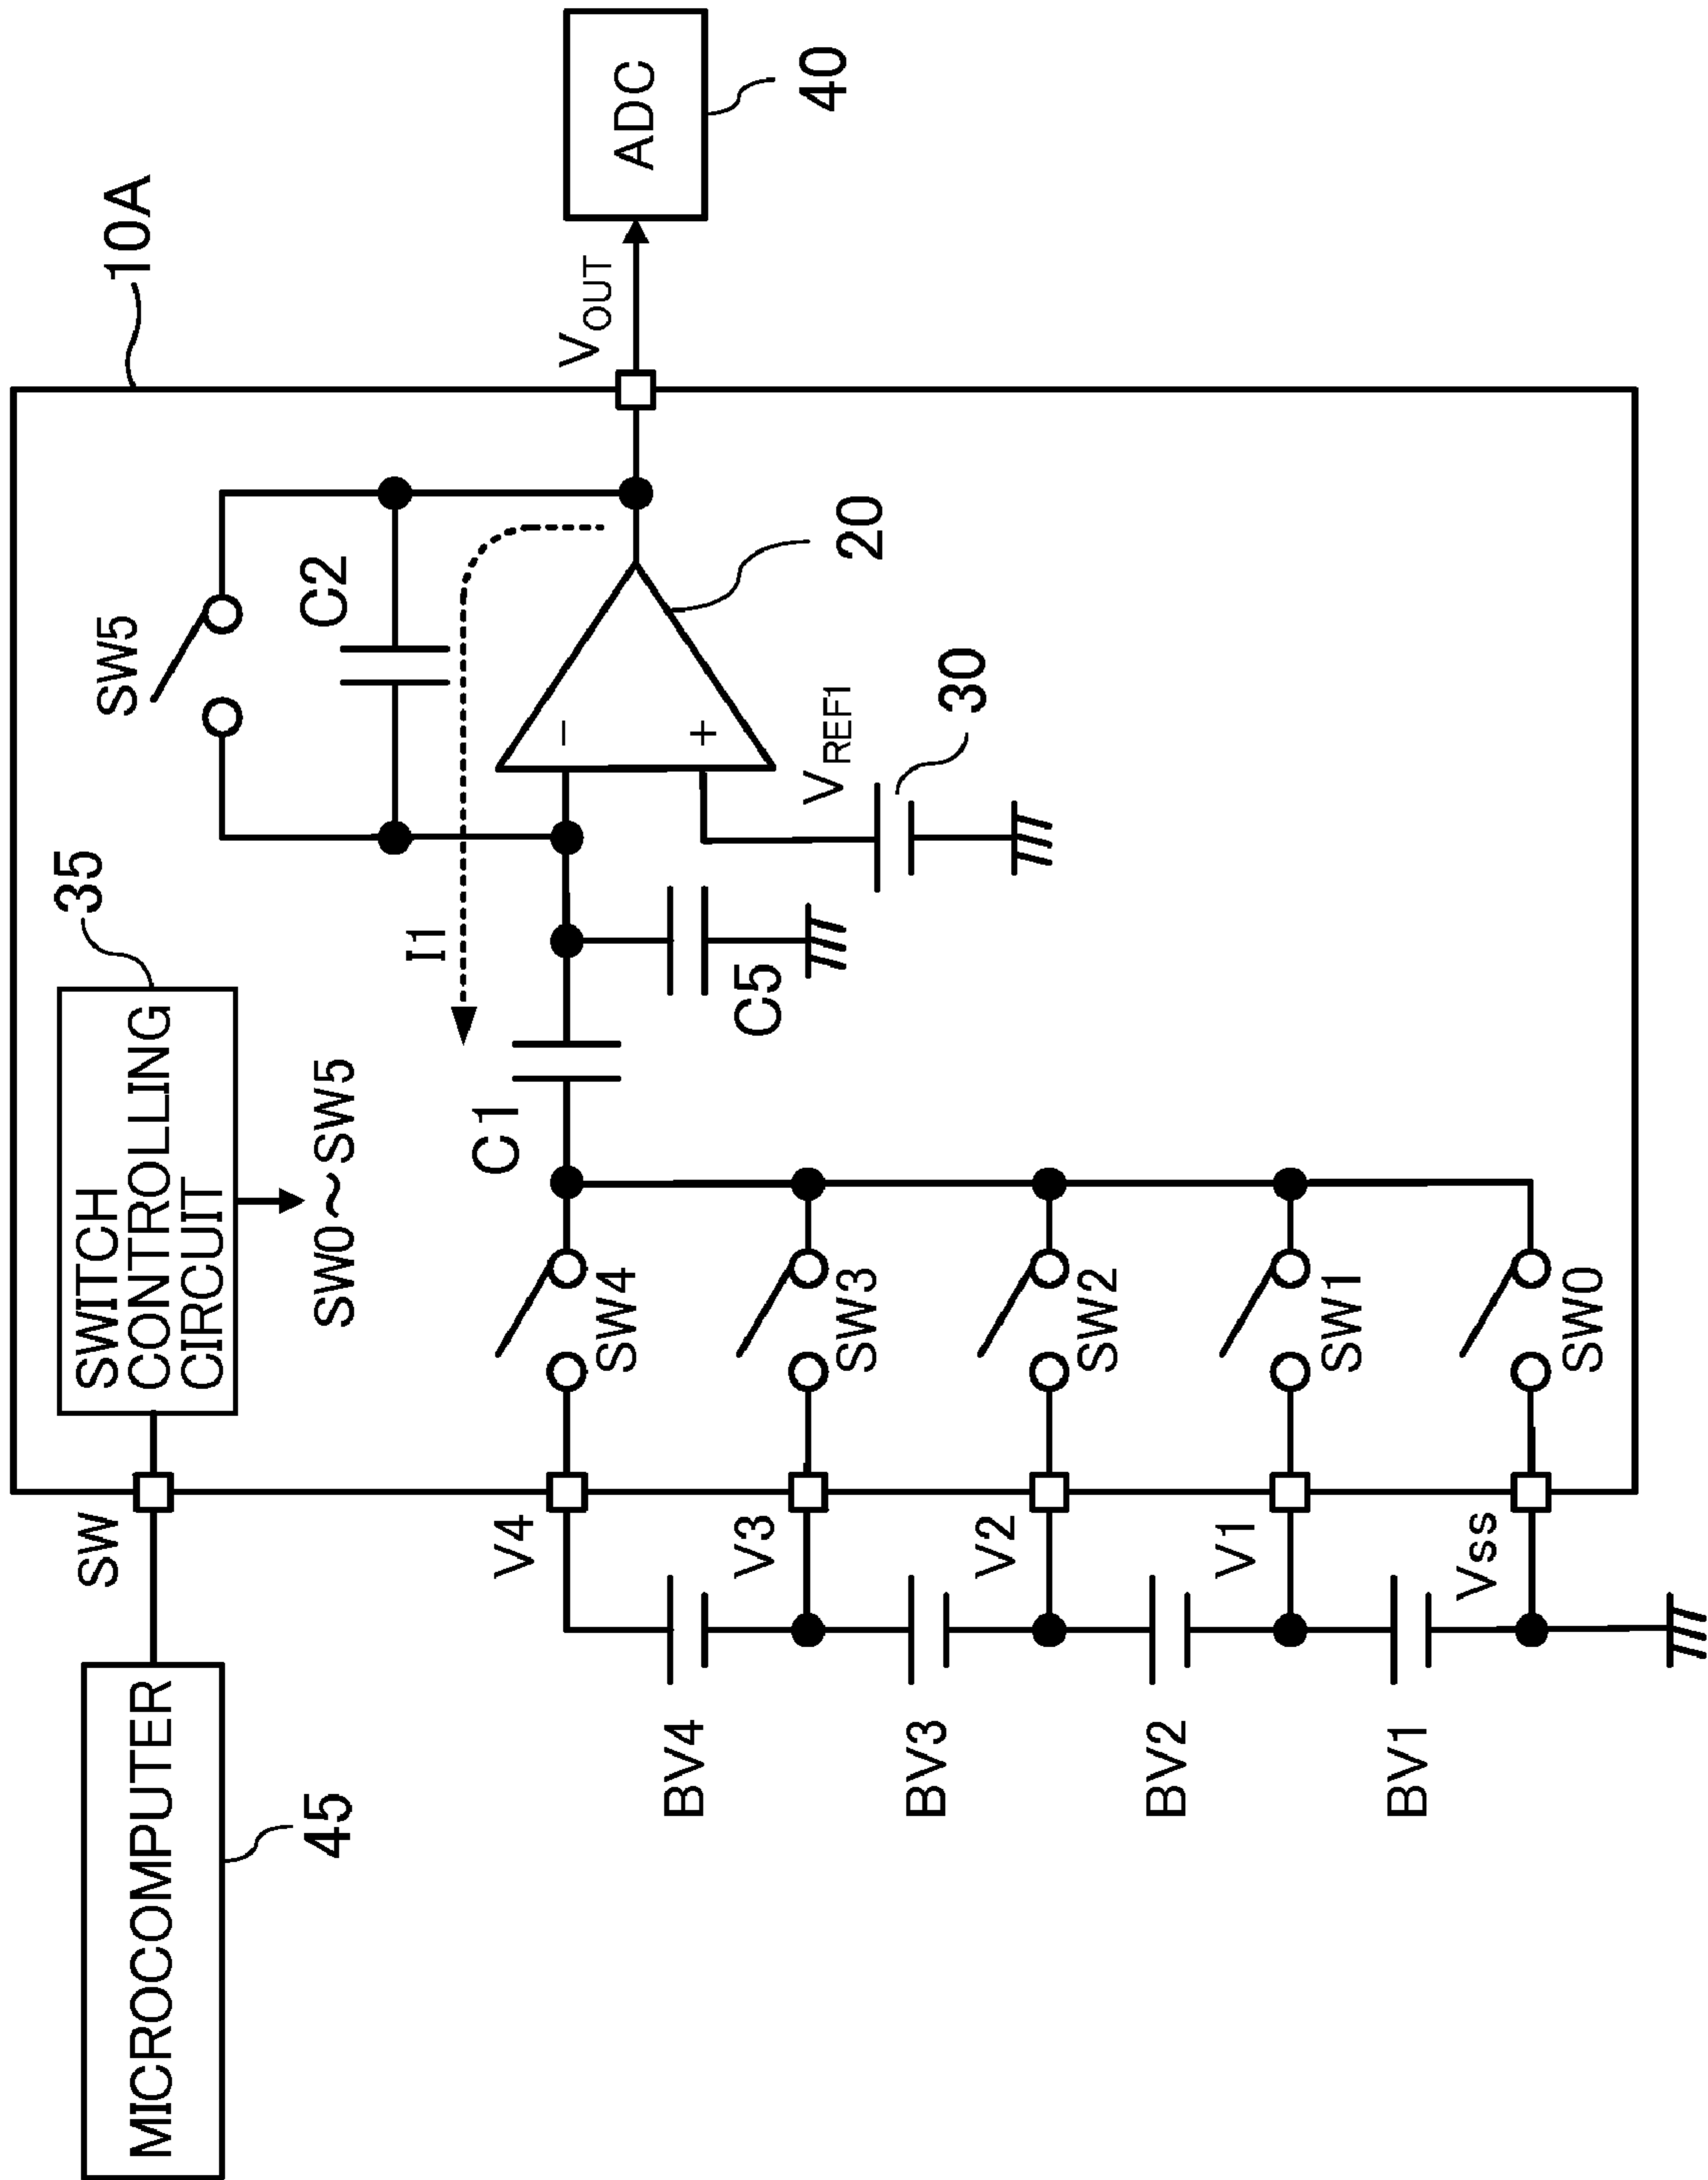 10A
MICROCOMPUTER
45
SW
SWITCH
CONTROLLING
CIRCUIT
35
SW0~SW5
SW5
C2
I1
V4
SW4
C1
C5
-
+
20
VREF1
30
VOUT
ADC
40
BV4
V3
SW3
BV3
V2
SW2
BV2
V1
SW1
BV1
Vss
SW0